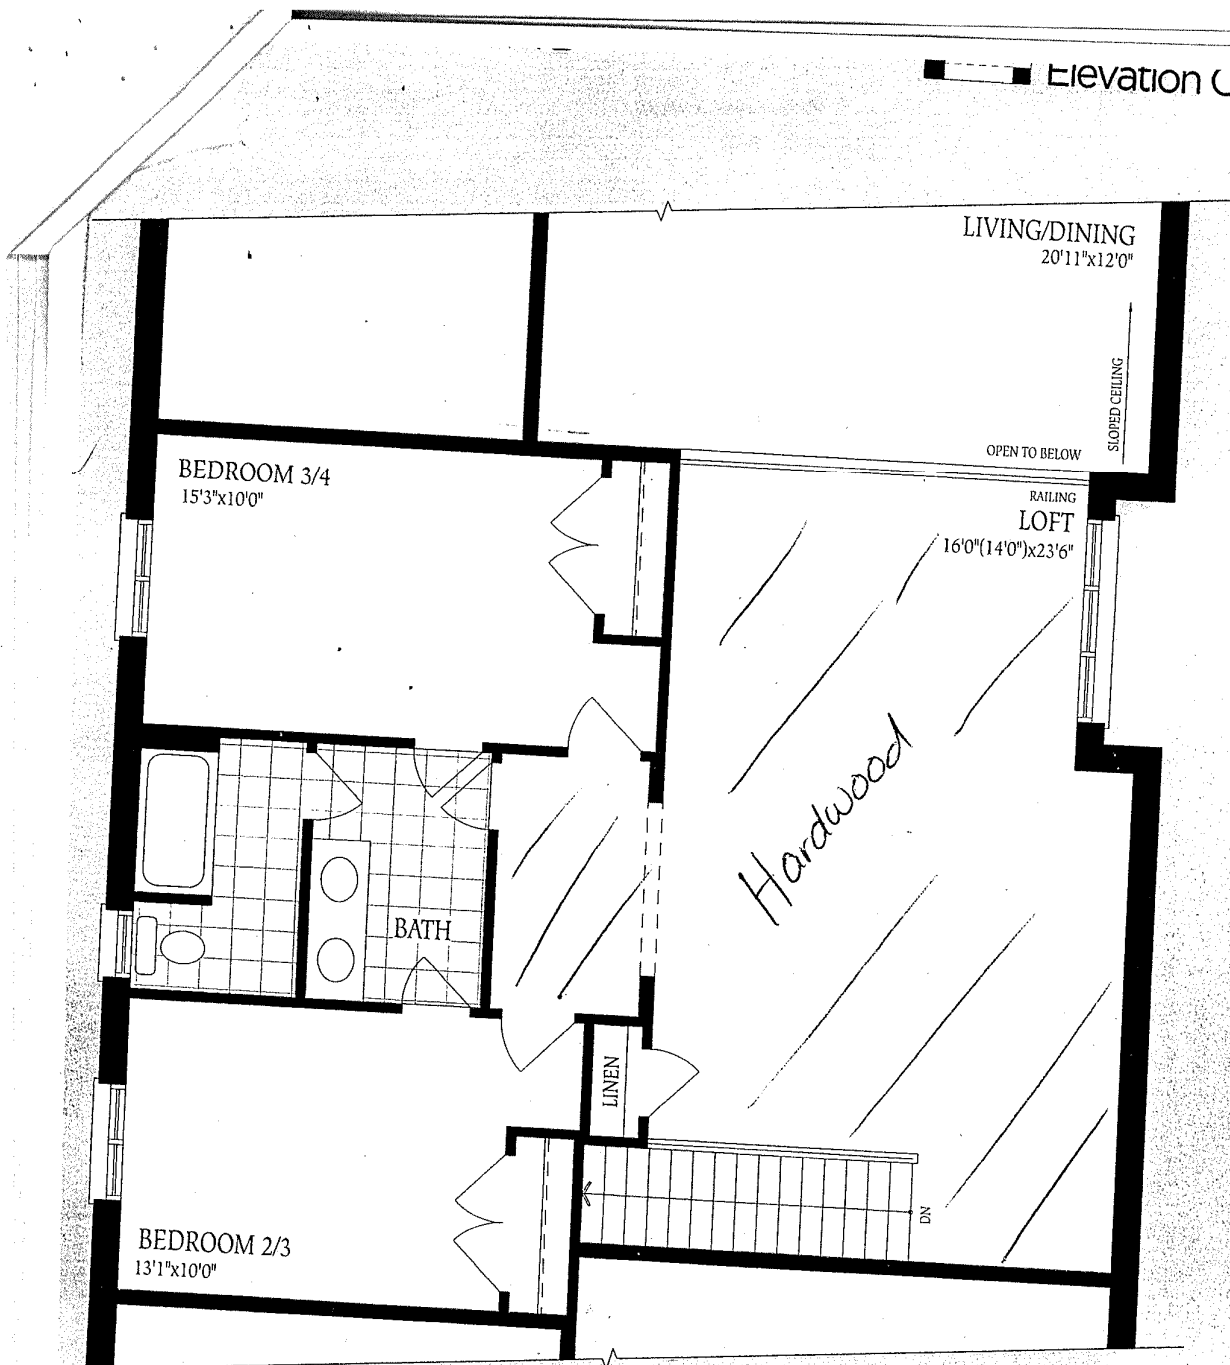 Elevation C
LIVING/DINING
20'11"x12'0"
SLOPED CEILING
OPEN TO BELOW
RAILING
LOFT
16'0"(14'0")x23'6"
BEDROOM 3/4
15'3"x10'0"
Hardwood
BATH
LINEN
DN
BEDROOM 2/3
13'1"x10'0"